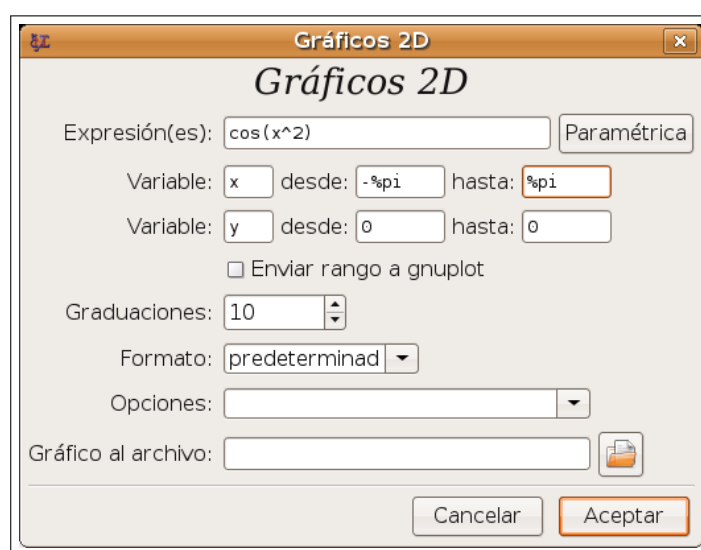 Gráficos 2D
Gráficos 2D
Expresión(es): cos(x^2) Paramétrica
Variable: x desde: -%pi hasta: %pi
Variable: y desde: 0 hasta: 0
Enviar rango a gnuplot
Graduaciones: 10
Formato: predeterminad
Opciones:
Gráfico al archivo:
Cancelar Aceptar